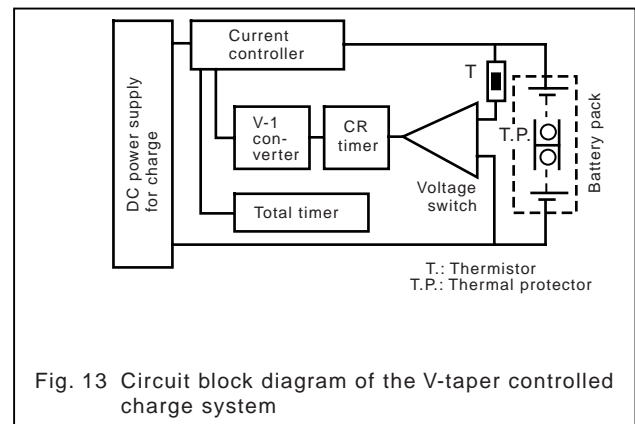 DC power supply
for charge
Current
controller
V-1
con-
verter
CR
timer
Total timer
Voltage
switch
T
T.P.
Battery pack
T.: Thermistor
T.P.: Thermal protector
Fig. 13 Circuit block diagram of the V-taper controlled
charge system